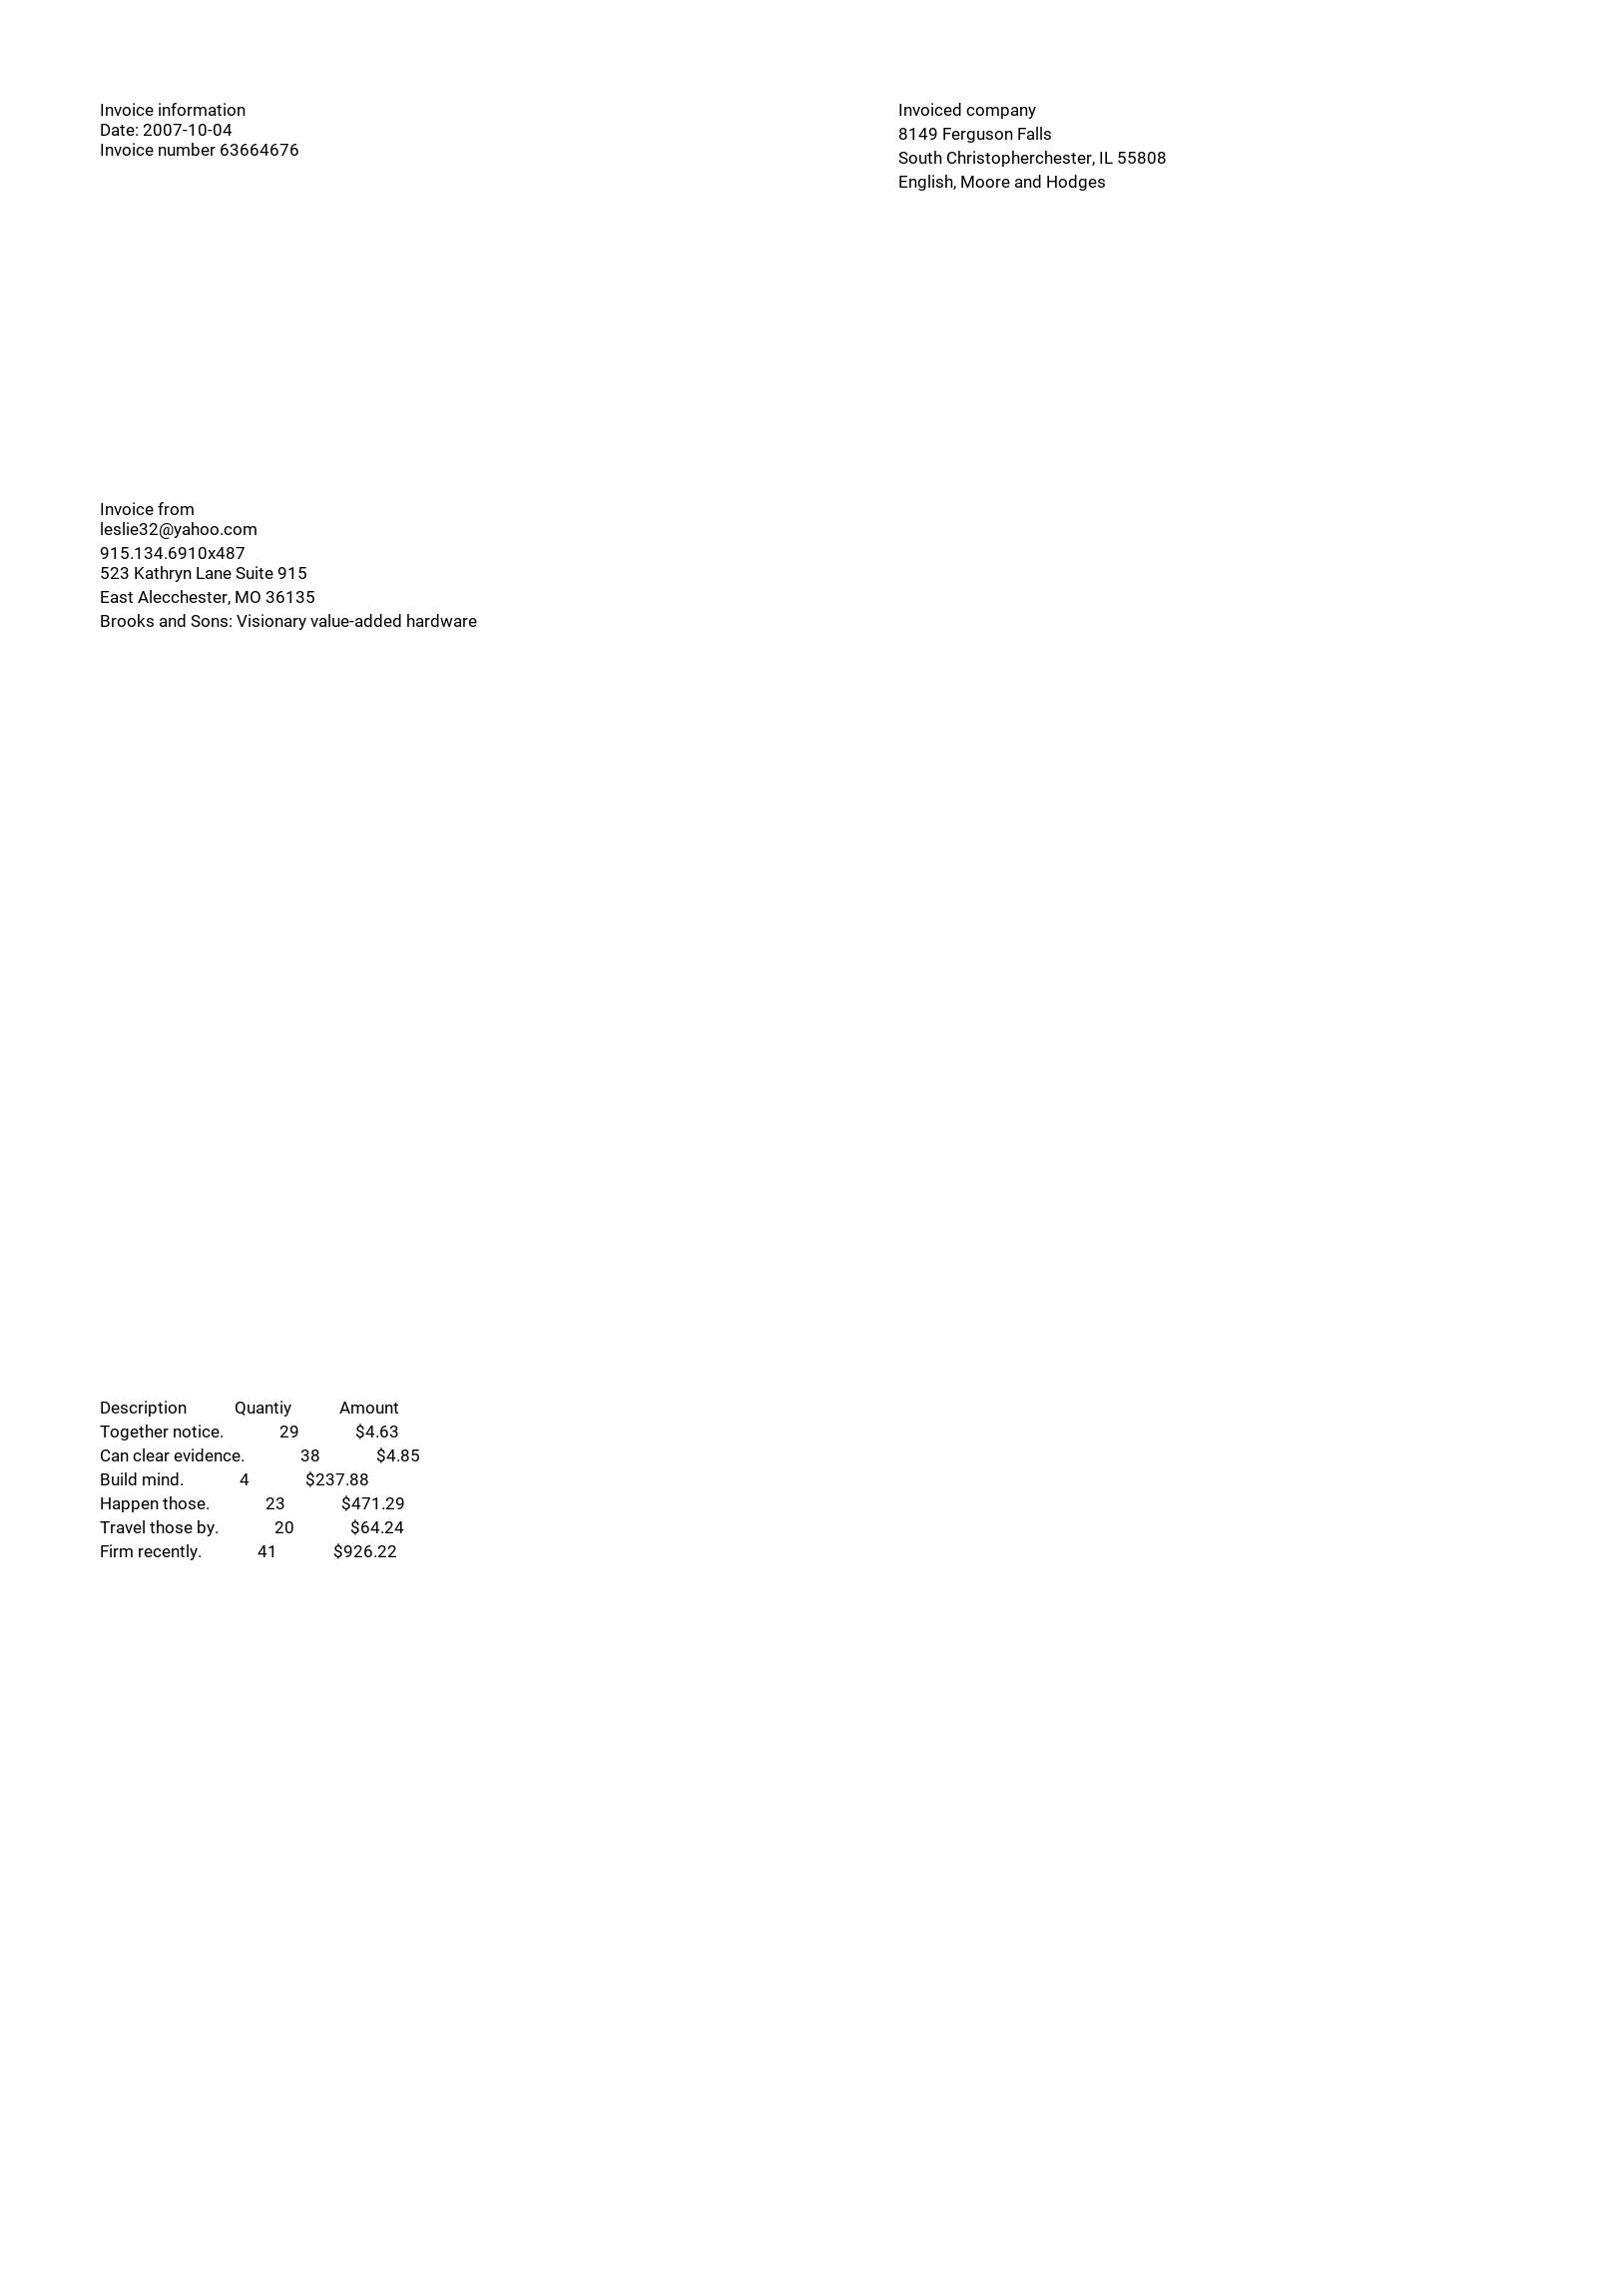 Invoice information
Date: 2007-10-04
Invoice number 63664676
Invoiced company
8149 Ferguson Falls
South Christopherchester, IL 55808
English, Moore and Hodges
Invoice from
leslie32@yahoo.com
915.134.6910x487
523 Kathryn Lane Suite 915
East Alecchester, MO 36135
Brooks and Sons: Visionary value-added hardware
Description Quantiy Amount
Together notice. 29 $4.63
Can clear evidence. 38 $4.85
Build mind. 4 $237.88
Happen those. 23 $471.29
Travel those by. 20 $64.24
Firm recently. 41 $926.22